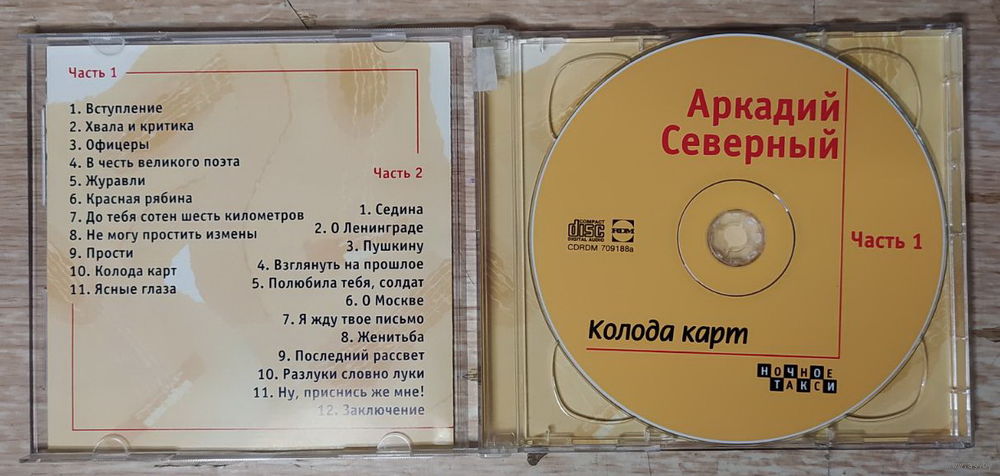 Часть 1
1. Вступление
2. Хвала и критика
3. Офицеры
4. В честь великого поэта
5. Журавли
6. Красная рябина
7. До тебя сотен шесть километров
8. Не могу простить измены
9. Прости
10. Колода карт
11. Ясные глаза
Часть 2
1. Седина
2. О Ленинграде
3. Пушкину
4. Взглянуть на прошлое
5. Полюбила тебя, солдат
6. О Москве
7. Я жду твое письмо
8. Женитьба
9. Последний рассвет
10. Разлуки словно луки
11. Ну, приснись же мне!
12. Заключение
Аркадий
Северный
COMPACT
disc
DIGITAL AUDIO
RDM
CDRDM 709188a
Часть 1
Колода карт
НОЧНОЕ
ТАКСИ